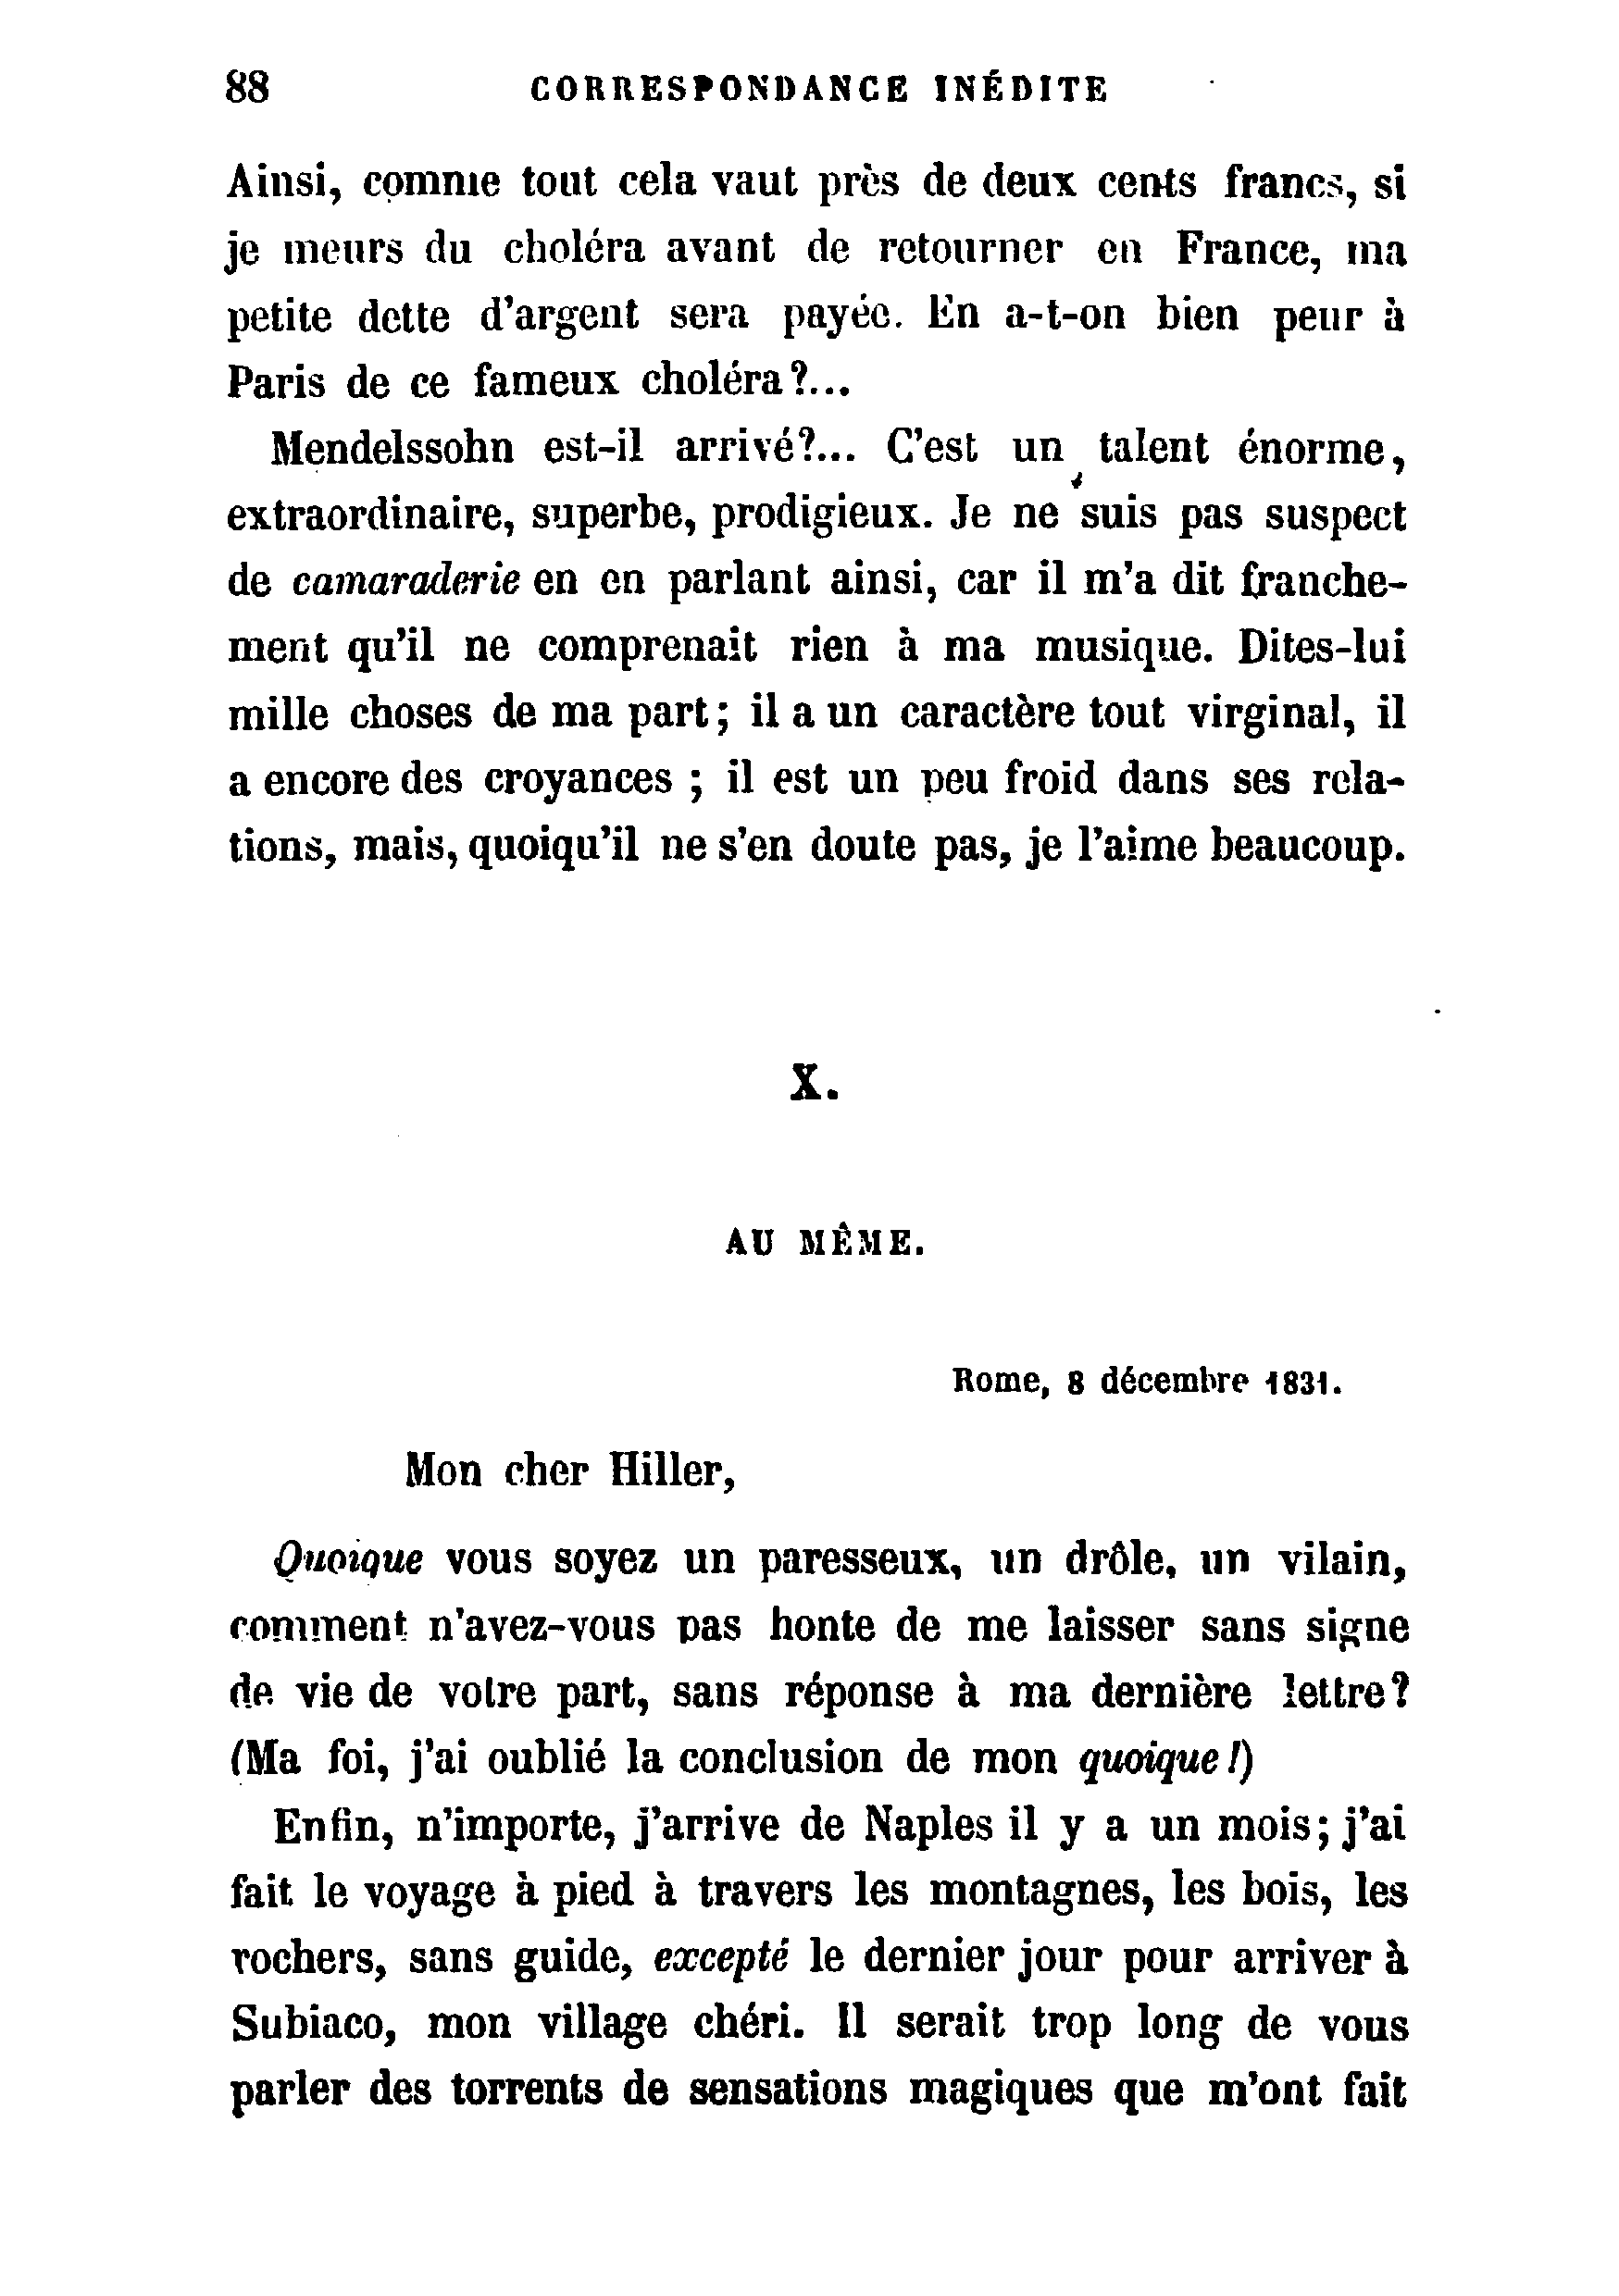 88 CORRESPONDANCE INÉDITE
Ainsi, comme tout cela vaut près de deux cents francs, si
je meurs du choléra avant de retourner en France, ma
petite dette d'argent sera payée. En a-t-on bien peur à
Paris de ce fameux choléra?...
Mendelssohn est-il arrivé?... C'est un talent énorme,
extraordinaire, superbe, prodigieux. Je ne suis pas suspect
de camaraderie en en parlant ainsi, car il m'a dit franche-
ment qu'il ne comprenait rien à ma musique. Dites-lui
mille choses de ma part; il a un caractère tout virginal, il
a encore des croyances ; il est un peu froid dans ses rela-
tions, mais, quoiqu'il ne s'en doute pas, je l'aime beaucoup.
X.
AU MÊME.
Rome, 8 décembre 1831.
Mon cher Hiller,
Quoique vous soyez un paresseux, un drôle, un vilain,
comment n'avez-vous pas honte de me laisser sans signe
de vie de votre part, sans réponse à ma dernière lettre?
(Ma foi, j'ai oublié la conclusion de mon quoique!)
Enfin, n'importe, j'arrive de Naples il y a un mois; j'ai
fait le voyage à pied à travers les montagnes, les bois, les
rochers, sans guide, excepté le dernier jour pour arriver à
Subiaco, mon village chéri. Il serait trop long de vous
parler des torrents de sensations magiques que m'ont fait